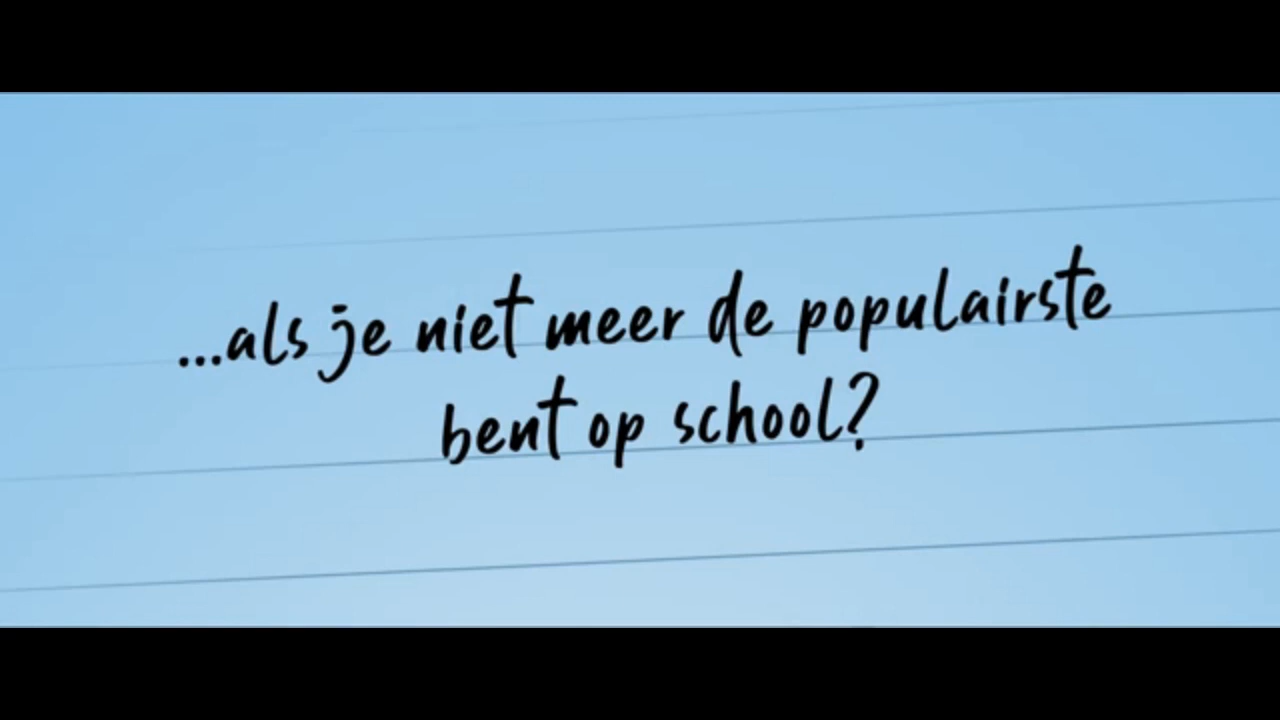 ...als je niet meer de populairste
bent op school?